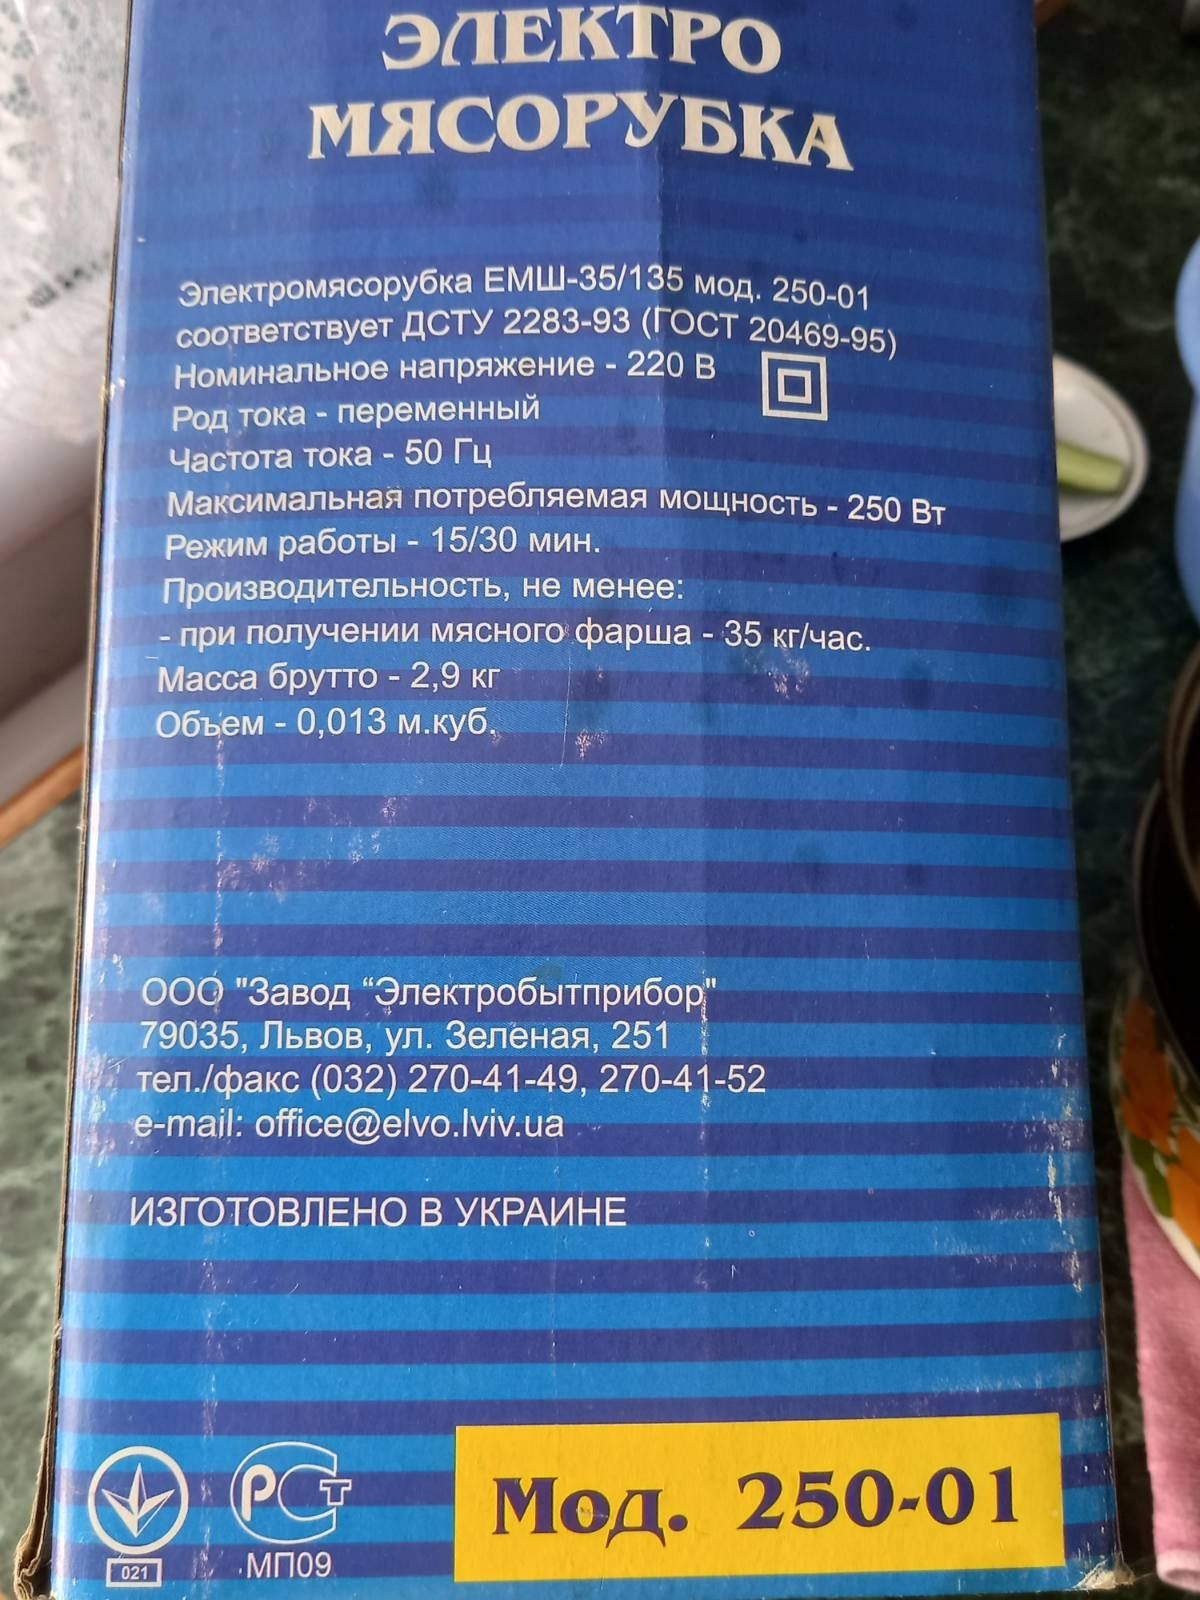 ЭЛЕКТРО
МЯСОРУБКА
Электромясорубка ЕМШ-35/135 мод. 250-01
соответствует ДСТУ 2283-93 (ГОСТ 20469-95)
Номинальное напряжение - 220 В
Род тока - переменный
Частота тока - 50 Гц
Максимальная потребляемая мощность - 250 Вт
Режим работы - 15/30 мин.
Производительность, не менее:
- при получении мясного фарша - 35 кг/час.
Масса брутто - 2,9 кг
Объем - 0,013 м.куб.
ООО "Завод “Электробытприбор"
79035, Львов, ул. Зеленая, 251
тел./факс (032) 270-41-49, 270-41-52
e-mail: office@elvo.lviv.ua
ИЗГОТОВЛЕНО В УКРАИНЕ
РСТ
021
МП09
Мод. 250-01